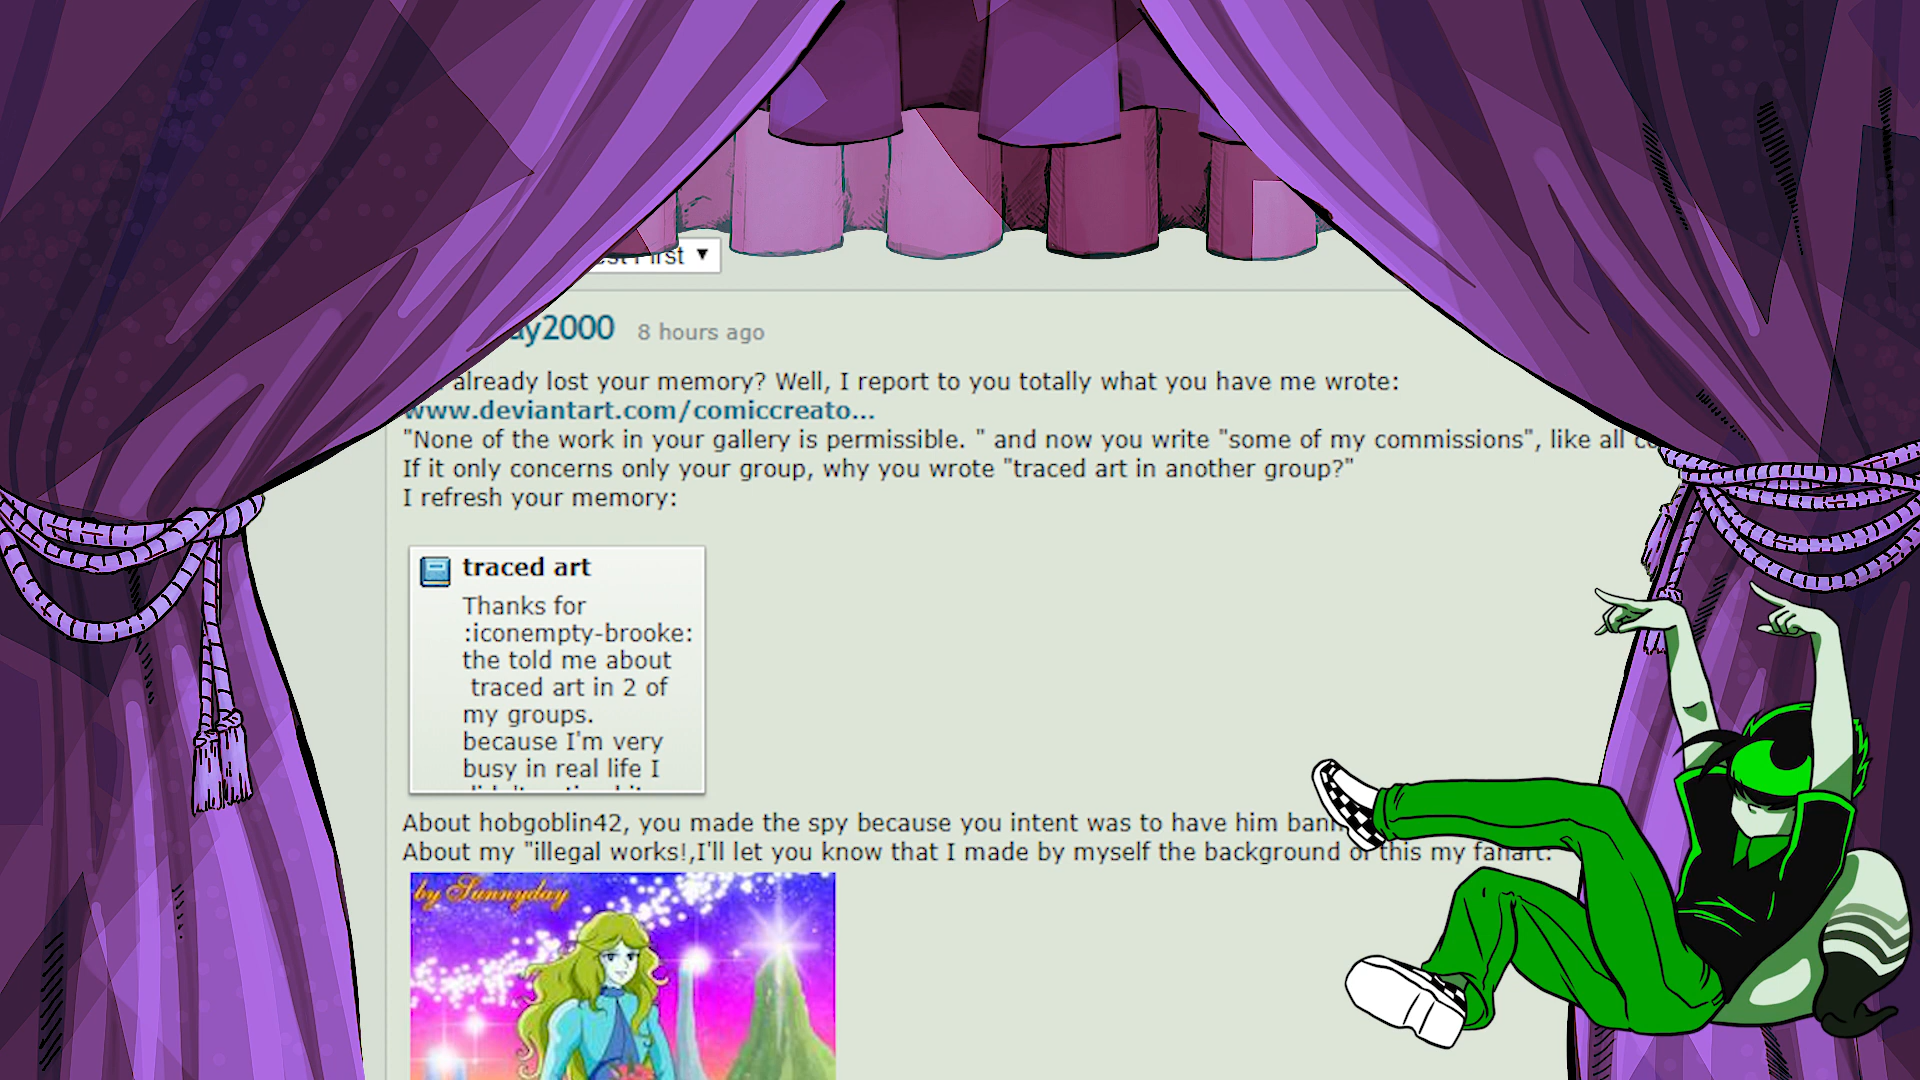 First ▼
ay2000 8 hours ago
already lost your memory? Well, I report to you totally what you have me wrote:
www.deviantart.com/comiccreato...
"None of the work in your gallery is permissible. " and now you write "some of my commissions", like all
If it only concerns only your group, why you wrote "traced art in another group?"
I refresh your memory:
traced art
Thanks for
:iconempty-brooke:
the told me about
traced art in 2 of
my groups.
because I'm very
busy in real life I
About hobgoblin42, you made the spy because you intent was to have him
About my "illegal works!,I'll let you know that I made by myself the background of this my fanart:
by Sunnyday